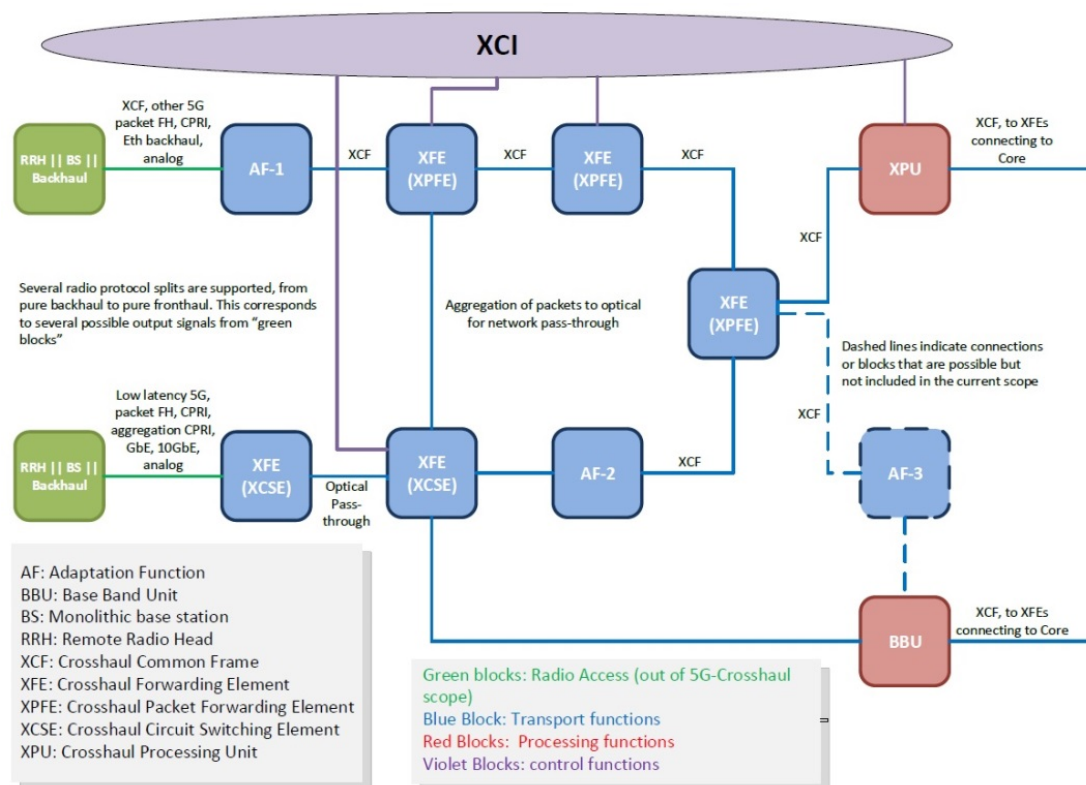 XCI
XCF, other 5G
packet FH, CPRI,
Eth backhaul,
analog
RRH || BS ||
Backhaul
AF-1
XCF
XFE
(XPFE)
XCF
XFE
(XPFE)
XCF
XPU
XCF, to XFEs
connecting to
Core
XCF
Several radio protocol splits are supported, from
pure backhaul to pure fronthaul. This corresponds
to several possible output signals from “green
blocks”
Aggregation of packets to optical
for network pass-through
XFE
(XPFE)
Dashed lines indicate connections
or blocks that are possible but
not included in the current scope
Low latency 5G,
packet FH, CPRI,
aggregation CPRI,
GbE, 10GbE,
analog
RRH || BS ||
Backhaul
XFE
(XCSE)
Optical
Pass-
through
XFE
(XCSE)
AF-2
XCF
XCF
AF-3
BBU
XCF, to XFEs
connecting to Core
AF: Adaptation Function
BBU: Base Band Unit
BS: Monolithic base station
RRH: Remote Radio Head
XCF: Crosshaul Common Frame
XFE: Crosshaul Forwarding Element
XPFE: Crosshaul Packet Forwarding Element
XCSE: Crosshaul Circuit Switching Element
XPU: Crosshaul Processing Unit
Green blocks: Radio Access (out of 5G-Crosshaul
scope)
Blue Block: Transport functions
Red Blocks:  Processing functions
Violet Blocks: control functions